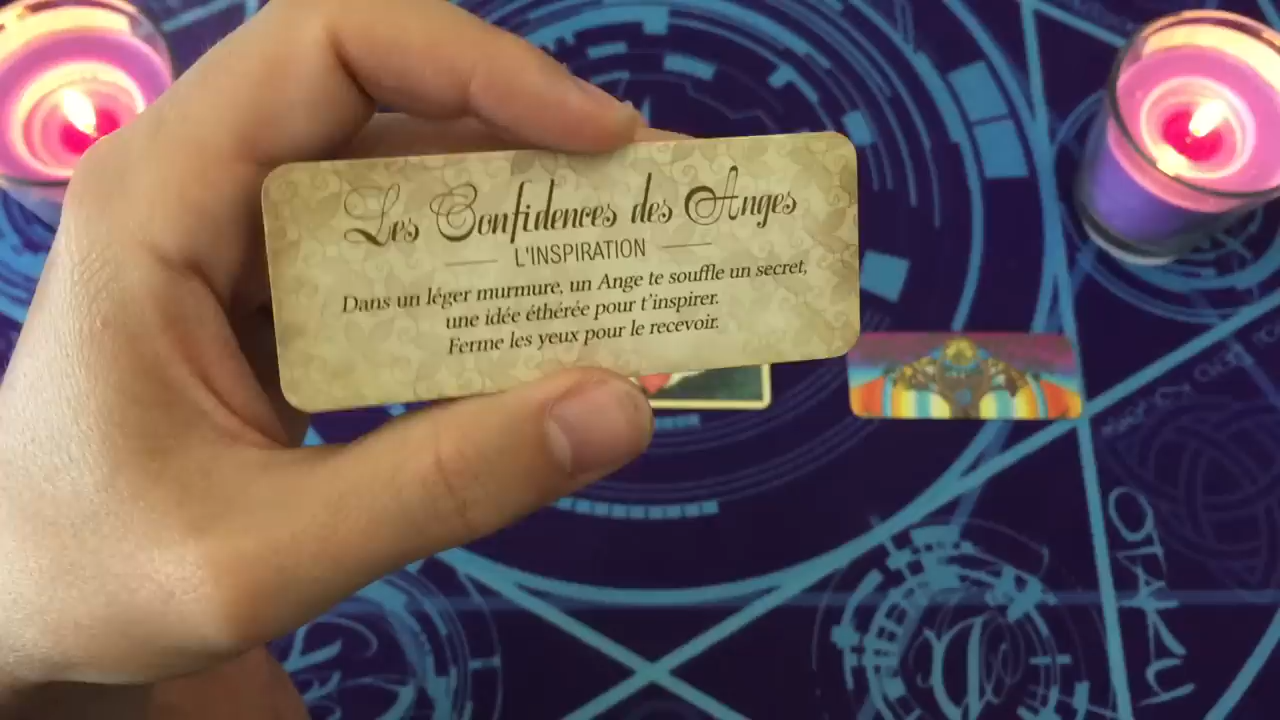 Les Confidences des Anges
L'INSPIRATION
Dans un léger murmure, un Ange te souffle un secret,
une idée éthérée pour t'inspirer.
Ferme les yeux pour le recevoir.